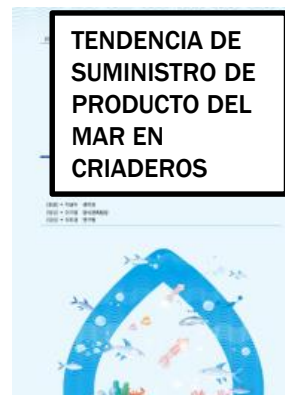 TENDENCIA DE
SUMINISTRO DE
PRODUCTO DEL
MAR EN
CRIADEROS